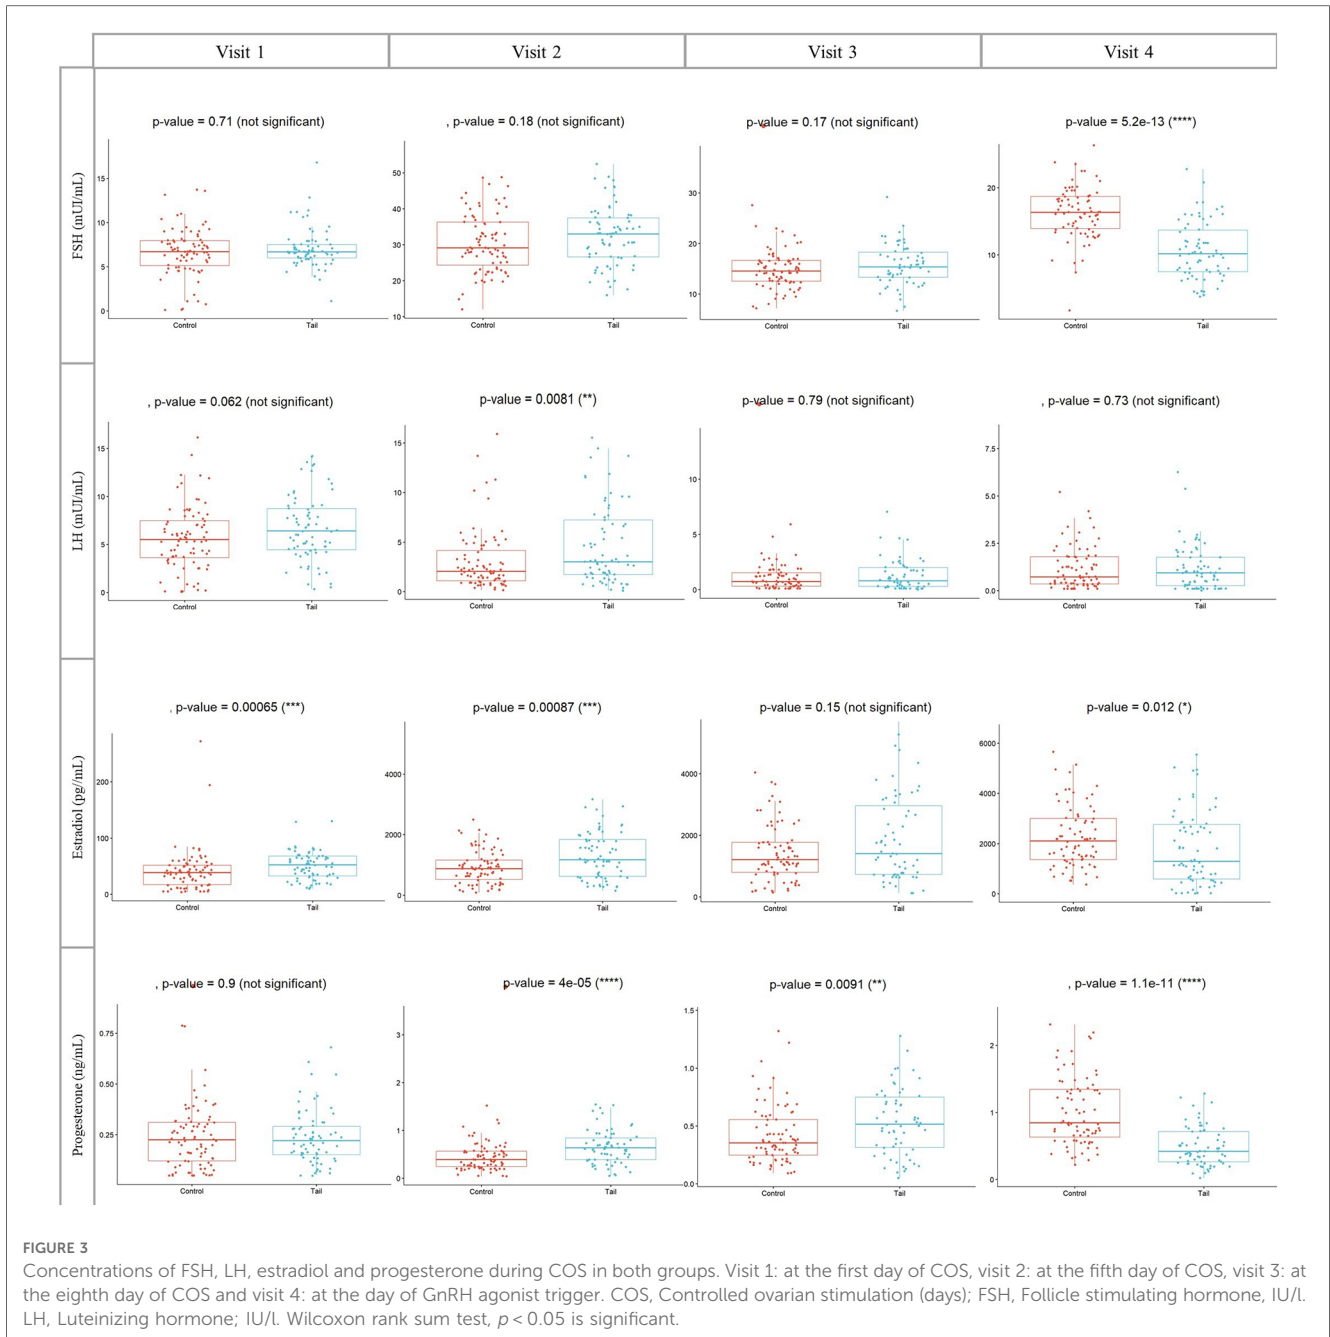 Visit 1 Visit 2 Visit 3 Visit 4
FSH (mUI/mL)
p-value = 0.71 (not significant)
15
10
5
0
Control Tail
, p-value = 0.18 (not significant)
50
40
30
20
10
Control Tail
p-value = 0.17 (not significant)
30
20
10
Control Tail
p-value = 5.2e-13 (****)
20
10
Control Tail
LH (mUI/mL)
, p-value = 0.062 (not significant)
15
10
5
0
Control Tail
p-value = 0.0081 (**)
15
10
5
0
Control Tail
p-value = 0.79 (not significant)
10
5
0
Control Tail
, p-value = 0.73 (not significant)
7.5
5.0
2.5
0.0
Control Tail
Estradiol (pg//mL)
, p-value = 0.00065 (***)
200
100
0
Control Tail
p-value = 0.00087 (***)
4000
2000
0
Control Tail
p-value = 0.15 (not significant)
4000
2000
0
Control Tail
p-value = 0.012 (*)
6000
4000
2000
0
Control Tail
Progesterone (ng/mL)
, p-value = 0.9 (not significant)
0.75
0.50
0.25
Control Tail
p-value = 4e-05 (****)
3
2
1
0
Control Tail
p-value = 0.0091 (**)
1.5
1.0
0.5
0.0
Control Tail
, p-value = 1.1e-11 (****)
2
1
0
Control Tail
FIGURE 3
Concentrations of FSH, LH, estradiol and progesterone during COS in both groups. Visit 1: at the first day of COS, visit 2: at the fifth day of COS, visit 3: at
the eighth day of COS and visit 4: at the day of GnRH agonist trigger. COS, Controlled ovarian stimulation (days); FSH, Follicle stimulating hormone, IU/l.
LH, Luteinizing hormone; IU/l. Wilcoxon rank sum test, p < 0.05 is significant.